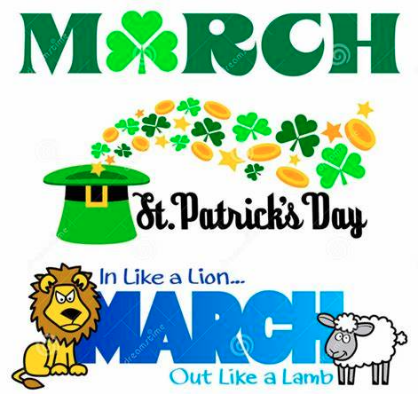 MARCH
St. Patrick's Day
In Like a Lion...
MARCH
Out Like a Lamb